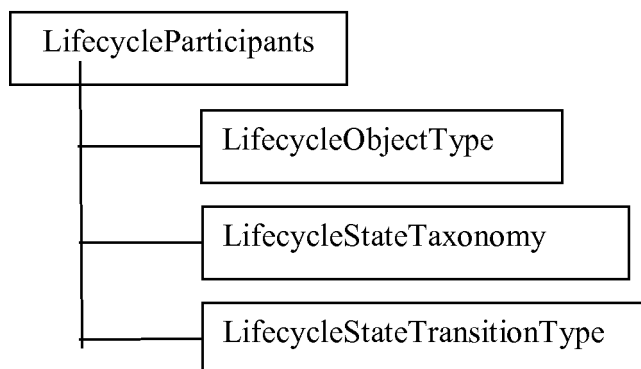 LifecycleParticipants
LifecycleObjectType
LifecycleStateTaxonomy
LifecycleStateTransitionType